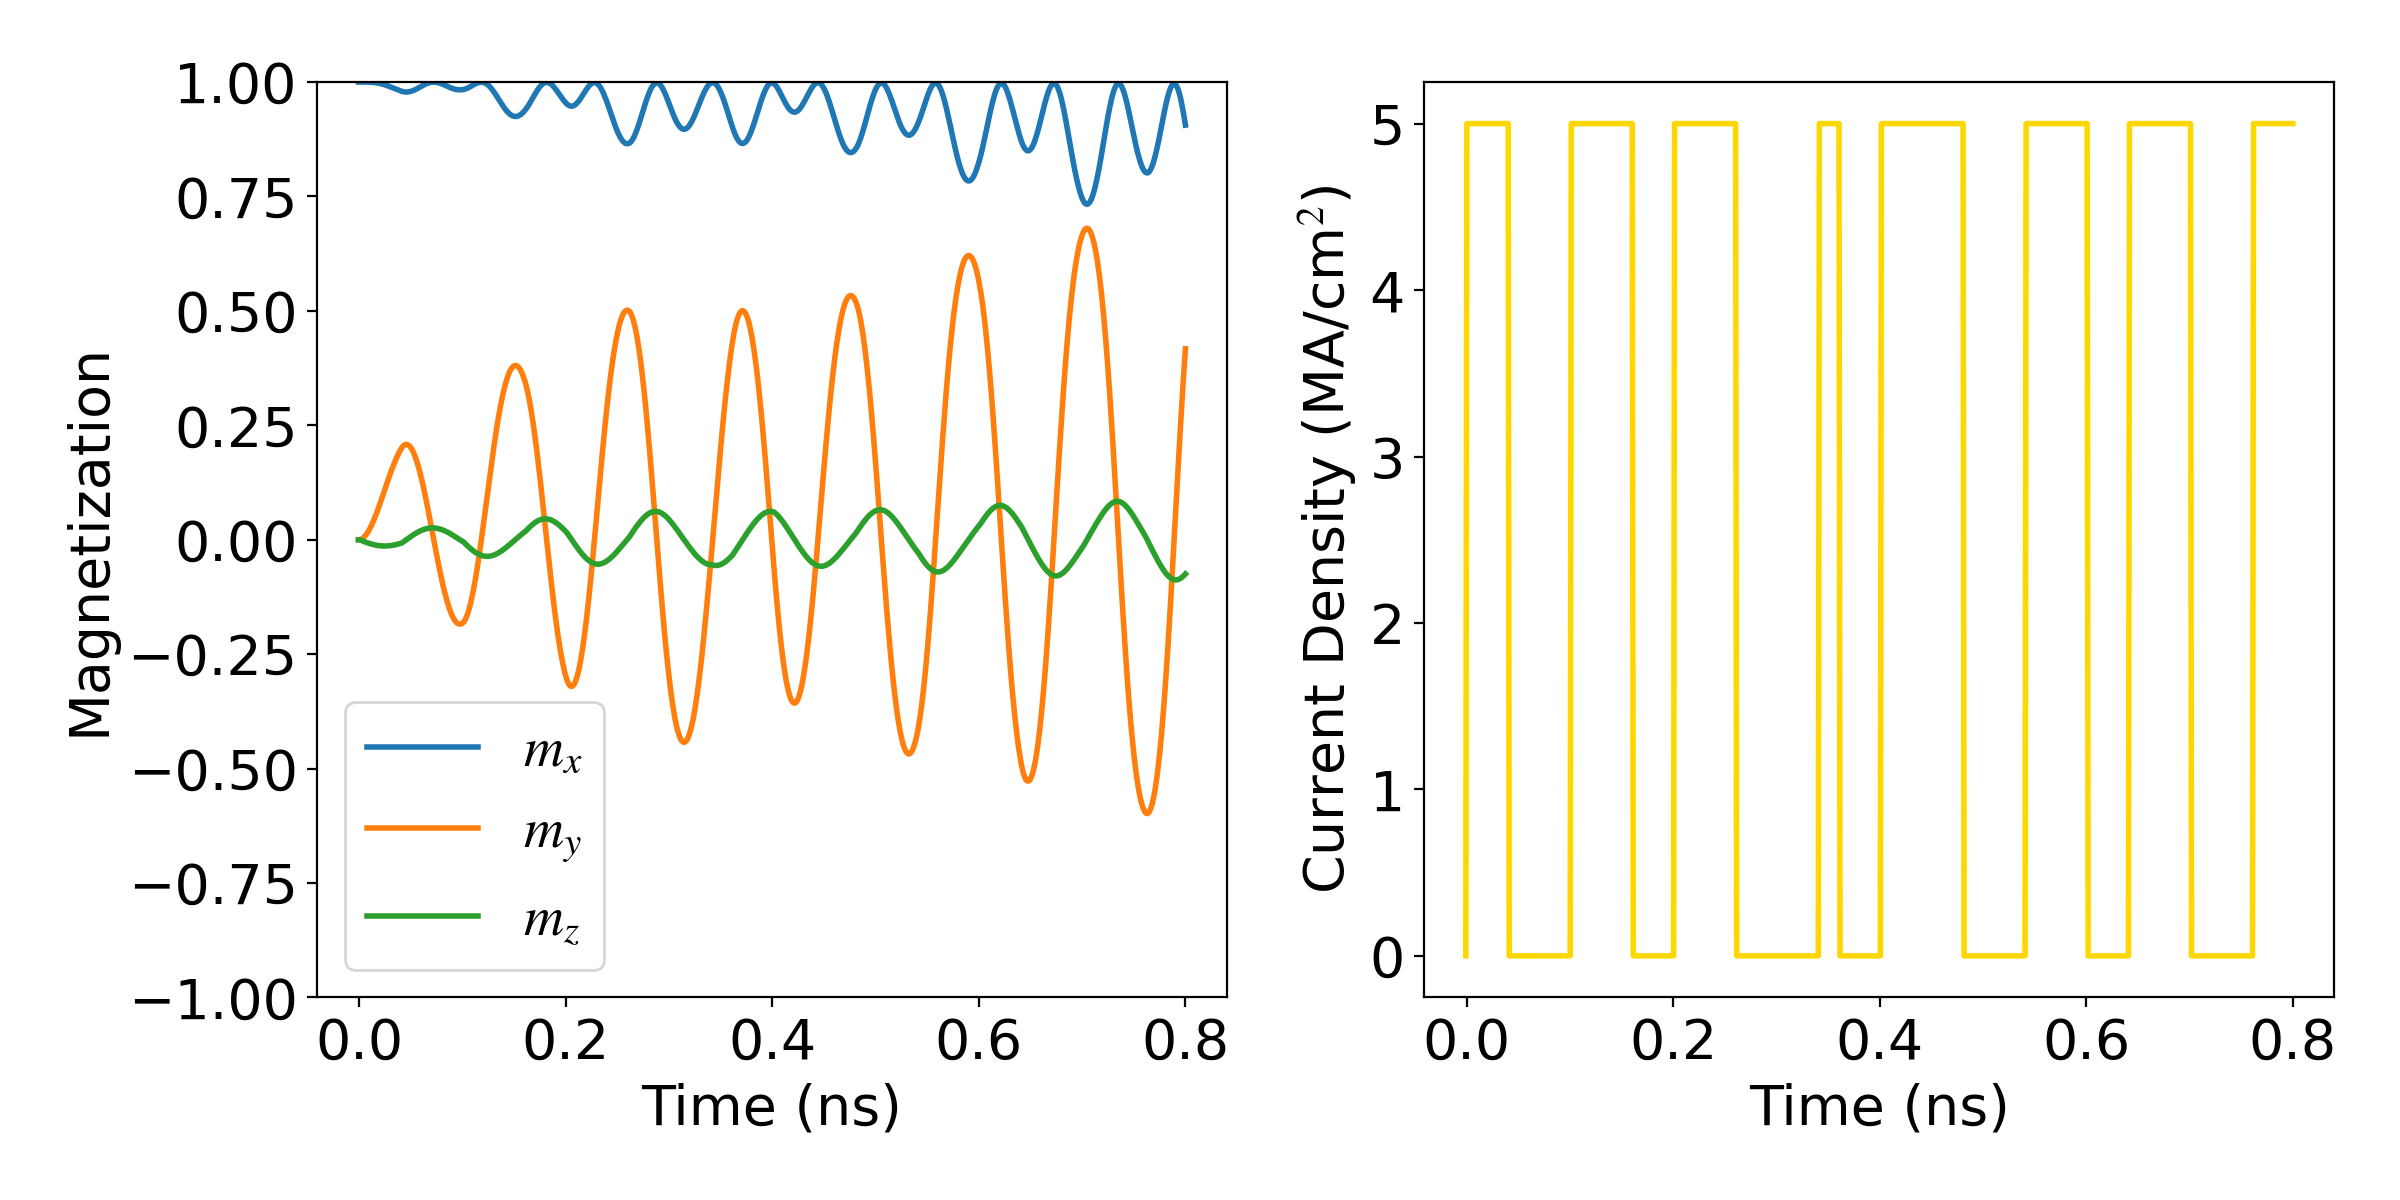 1.00
0.75
0.50
0.25
0.00
−0.25
−0.50
−0.75
−1.00
Magnetization
m_x
m_y
m_z
0.0 0.2 0.4 0.6 0.8
Time (ns)
5
4
3
2
1
0
Current Density (MA/cm²)
0.0 0.2 0.4 0.6 0.8
Time (ns)